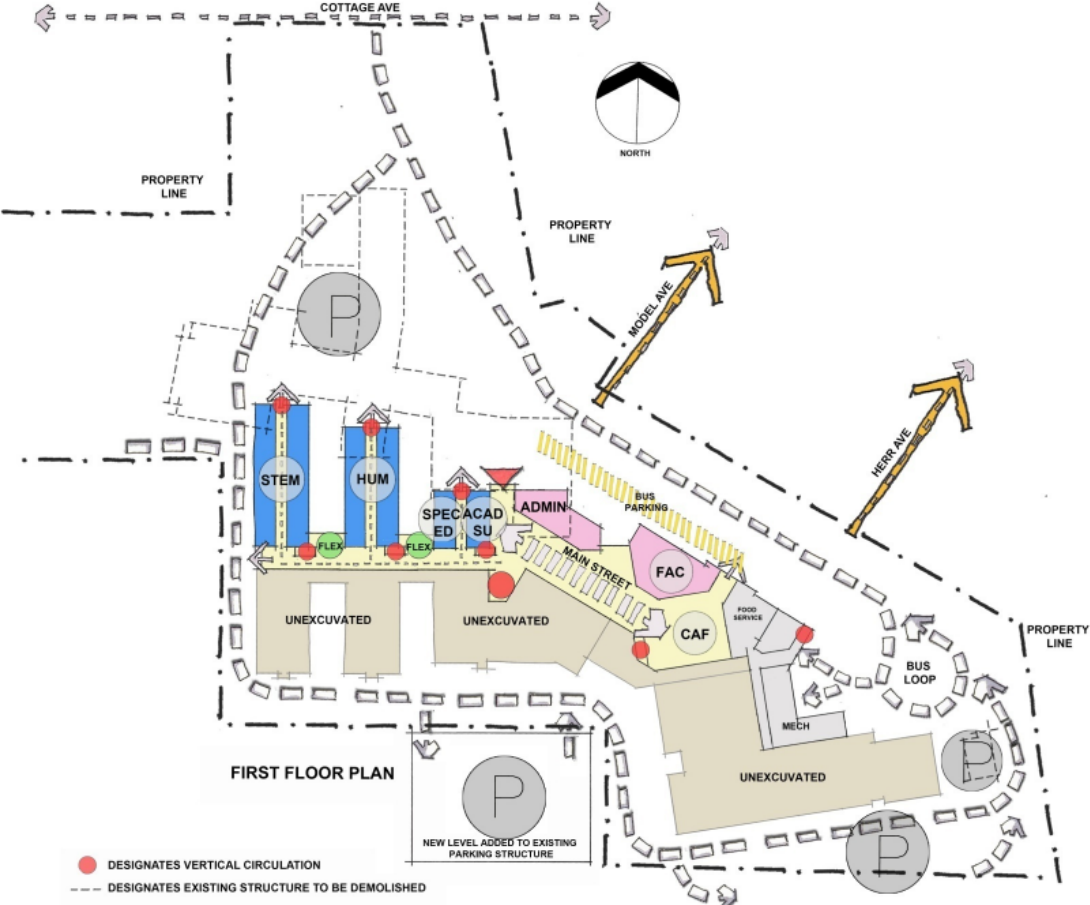 COTTAGE AVE
NORTH
PROPERTY
LINE
PROPERTY
LINE
MODEL AVE
P
HERR AVE
STEM
HUM
SPEC
ED
ACAD
SU
ADMIN
BUS
PARKING
FLEX
FLEX
MAIN STREET
FAC
FOOD
SERVICE
CAF
UNEXCUVATED
UNEXCUVATED
PROPERTY
LINE
BUS
LOOP
MECH
P
UNEXCUVATED
FIRST FLOOR PLAN
P
NEW LEVEL ADDED TO EXISTING
PARKING STRUCTURE
P
DESIGNATES VERTICAL CIRCULATION
DESIGNATES EXISTING STRUCTURE TO BE DEMOLISHED